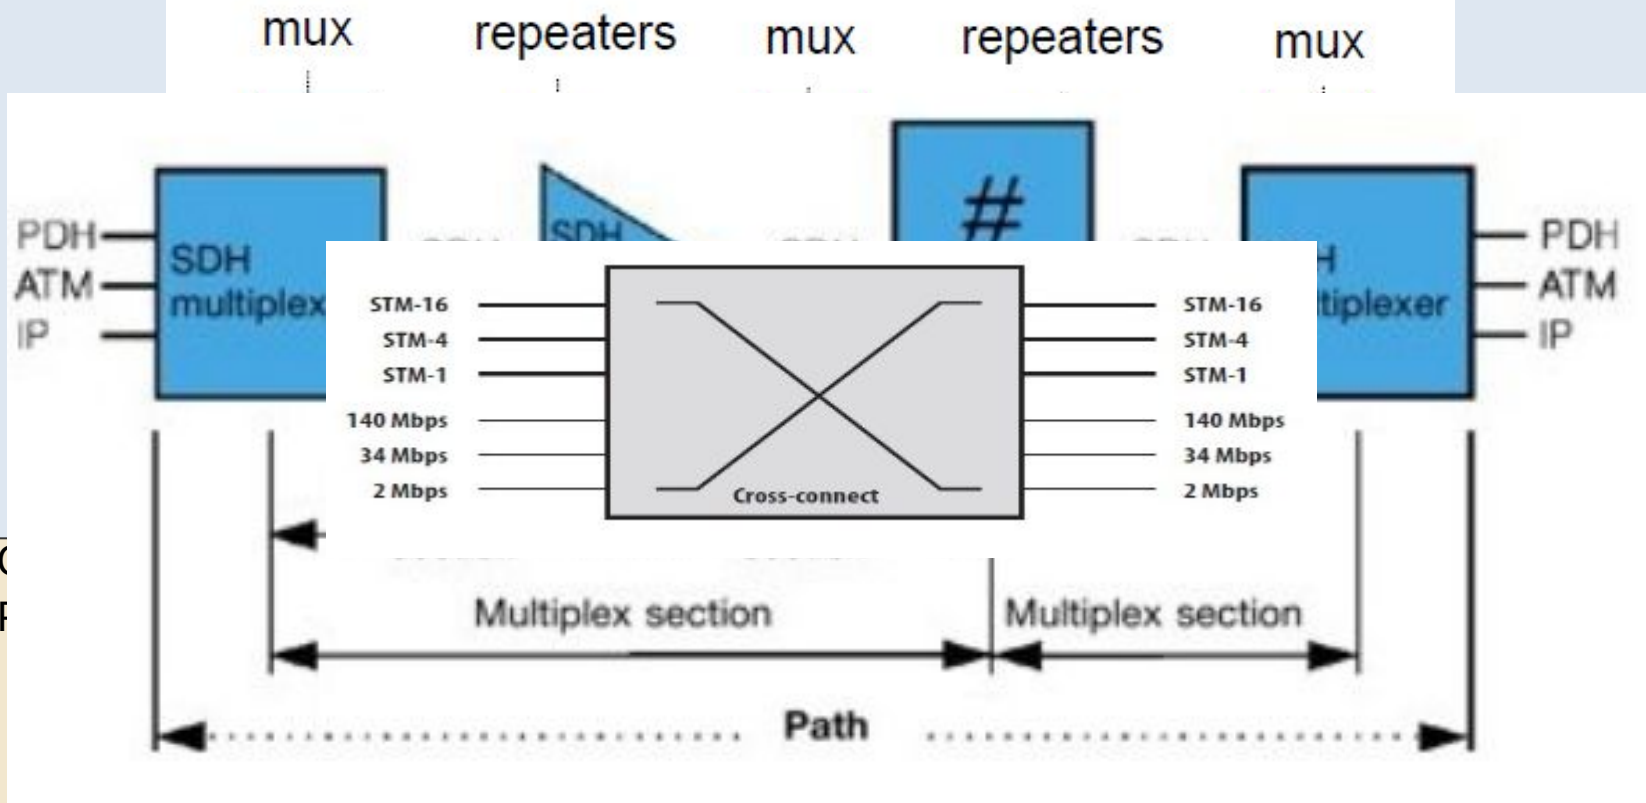 mux repeaters mux repeaters mux
#
PDH
ATM
IP
SDH
multiplex
SDH
H
tiplexer
PDH
ATM
IP
STM-16
STM-4
STM-1
140 Mbps
34 Mbps
2 Mbps
Cross-connect
STM-16
STM-4
STM-1
140 Mbps
34 Mbps
2 Mbps
Multiplex section
Multiplex section
Path